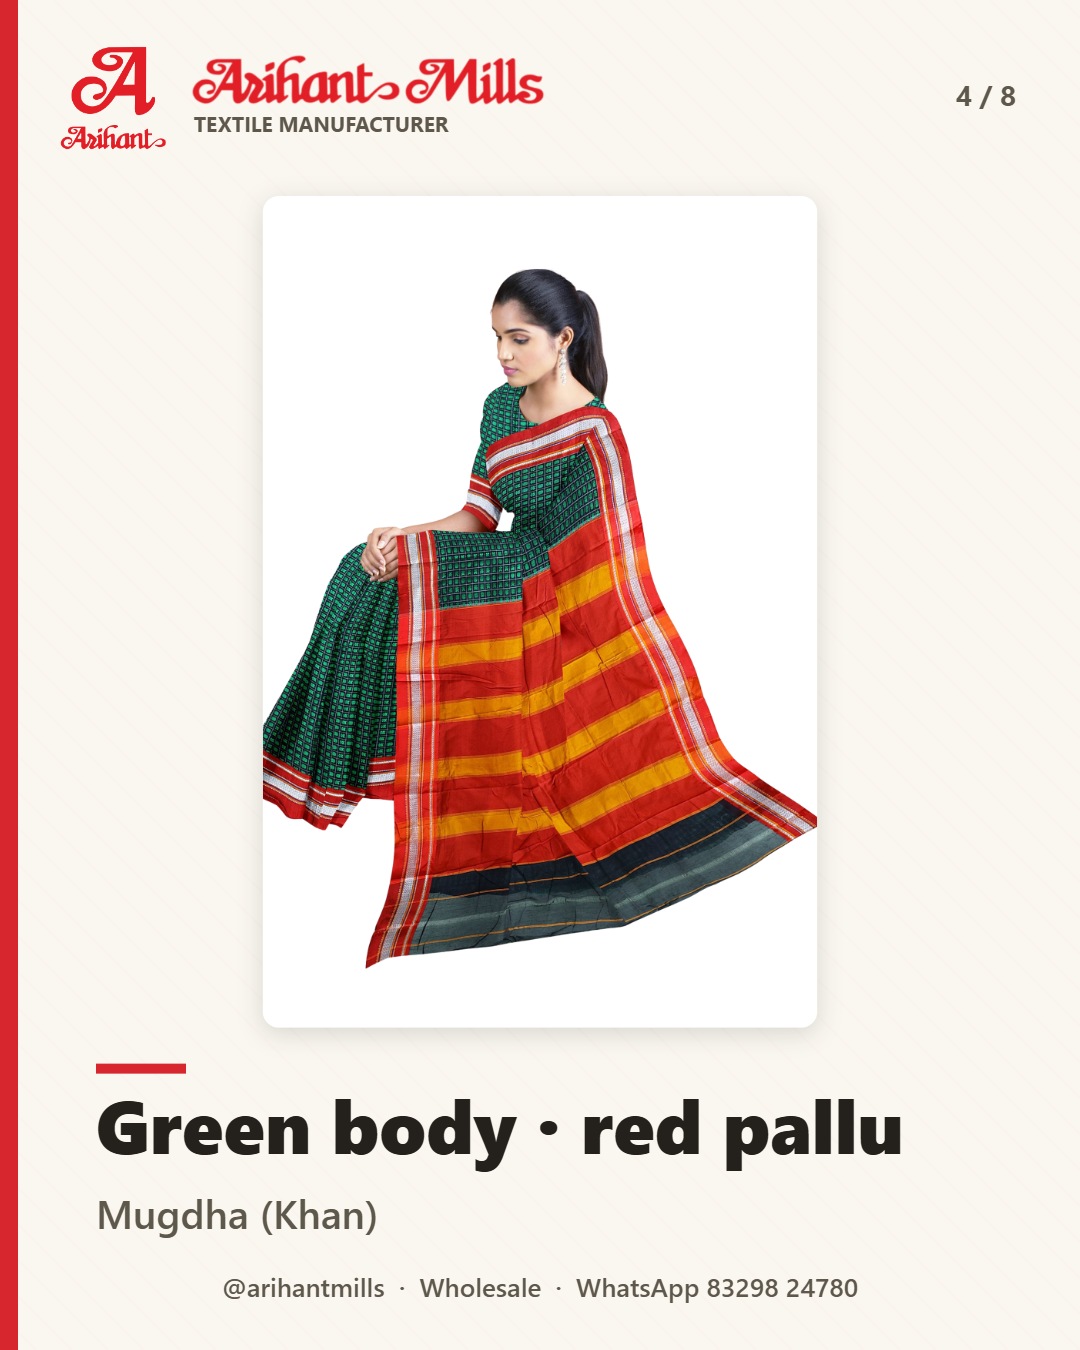 A
Arihant
Arihant Mills
TEXTILE MANUFACTURER
4 / 8
Green body · red pallu
Mugdha (Khan)
@arihantmills · Wholesale · WhatsApp 83298 24780